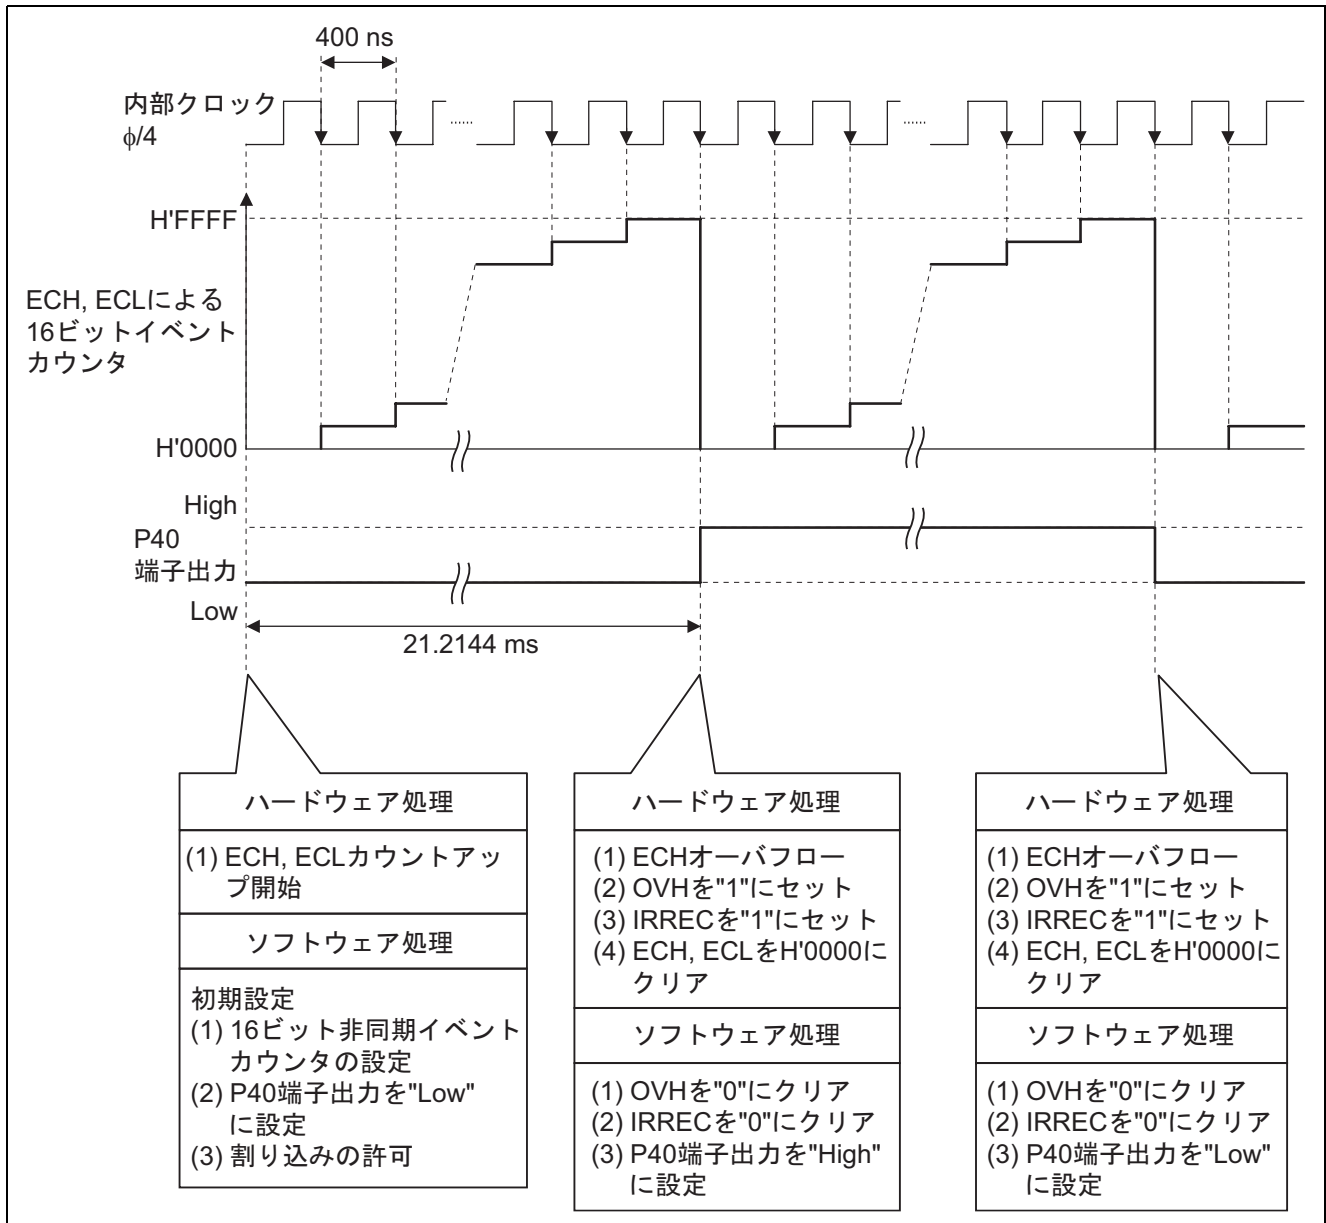 400 ns
内部クロック
φ/4
......
......
H'FFFF
ECH, ECLによる
16ビットイベント
カウンタ
H'0000
High
P40
端子出力
Low
21.2144 ms
ハードウェア処理
(1) ECH, ECLカウントアッ
プ開始
ソフトウェア処理
初期設定
(1) 16ビット非同期イベント
カウンタの設定
(2) P40端子出力を"Low"
に設定
(3) 割り込みの許可
ハードウェア処理
(1) ECHオーバフロー
(2) OVHを"1"にセット
(3) IRRECを"1"にセット
(4) ECH, ECLをH'0000に
クリア
ソフトウェア処理
(1) OVHを"0"にクリア
(2) IRRECを"0"にクリア
(3) P40端子出力を"High"
に設定
ハードウェア処理
(1) ECHオーバフロー
(2) OVHを"1"にセット
(3) IRRECを"1"にセット
(4) ECH, ECLをH'0000に
クリア
ソフトウェア処理
(1) OVHを"0"にクリア
(2) IRRECを"0"にクリア
(3) P40端子出力を"Low"
に設定